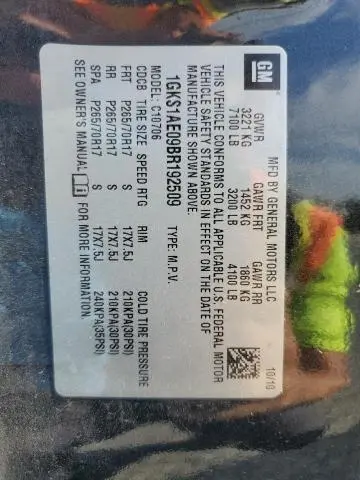 GM
MFD BY GENERAL MOTORS LLC 10/10
GVWR GAWR FRT GAWR RR
3221 KG 1452 KG 1860 KG
7100 LB 3200 LB 4100 LB
THIS VEHICLE CONFORMS TO ALL APPLICABLE U.S. FEDERAL MOTOR
VEHICLE SAFETY STANDARDS IN EFFECT ON THE DATE OF
MANUFACTURE SHOWN ABOVE.
1GKS1AE09BR192509 TYPE: M.P.V.
MODEL: C10706
CDCB TIRE SIZE SPEED RTG RIM COLD TIRE PRESSURE
FRT P265/70R17 S 17X7.5J 210KPA(30PSI)
RR P265/70R17 S 17X7.5J 210KPA(30PSI)
SPA P265/70R17 S 17X7.5J 240KPA(35PSI)
SEE OWNER'S MANUAL FOR MORE INFORMATION.